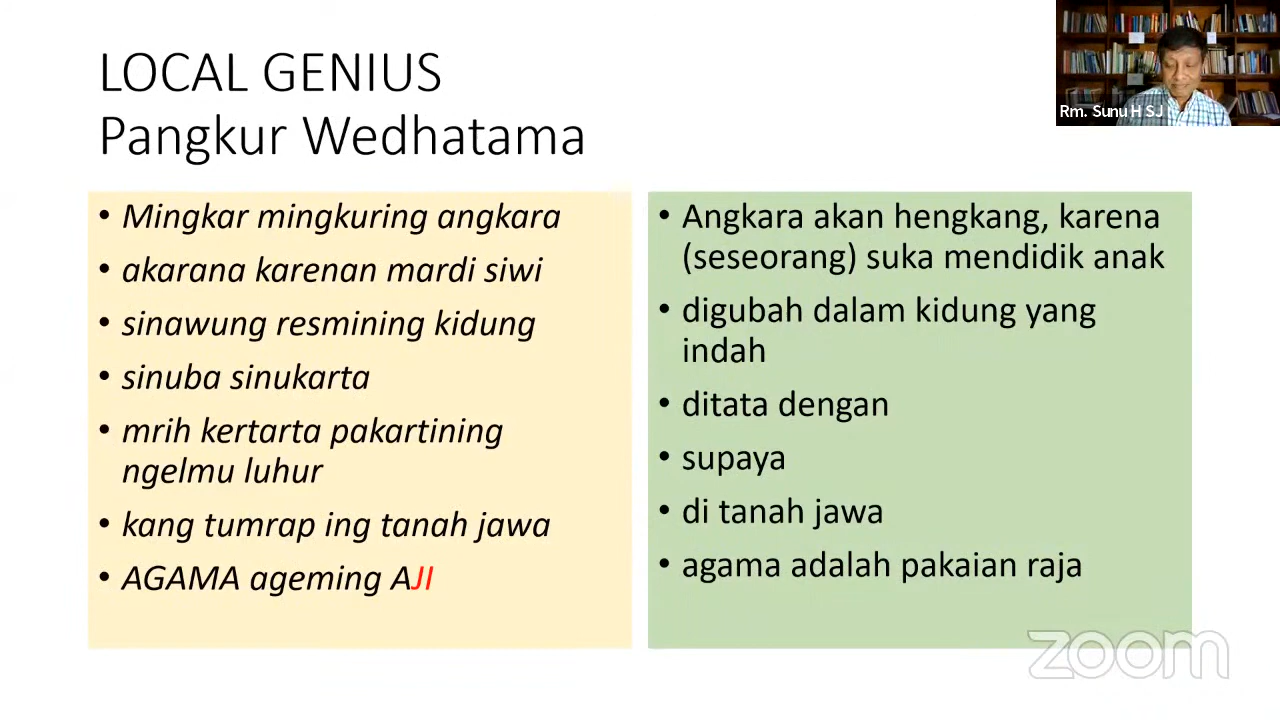 LOCAL GENIUS
Pangkur Wedhatama
Rm. Sunu H SJ
• Mingkar mingkuring angkara
• akarana karenan mardi siwi
• sinawung resmining kidung
• sinuba sinukarta
• mrih kertarta pakartining
ngelmu luhur
• kang tumrap ing tanah jawa
• AGAMA ageming AJI
• Angkara akan hengkang, karena
(seseorang) suka mendidik anak
• digubah dalam kidung yang
indah
• ditata dengan
• supaya
• di tanah jawa
• agama adalah pakaian raja
zoom